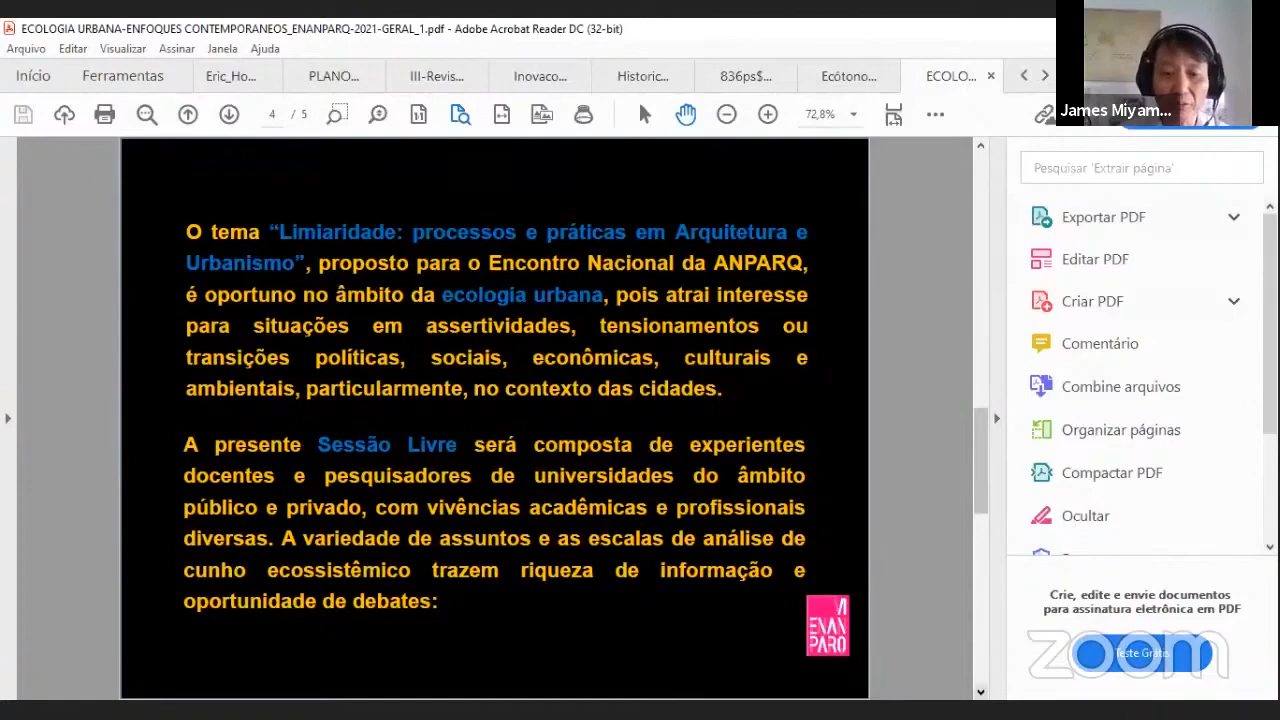 ECOLOGIA URBANA-ENFOQUES CONTEMPORANEOS_ENANPARQ-2021-GERAL_1.pdf - Adobe Acrobat Reader DC (32-bit)
Arquivo Editar Visualizar Assinar Janela Ajuda
Início Ferramentas Eric_Ho... PLANO... III-Revis... Inovaco... Historic... 836ps$... Ecótono... ECOLO... ×
4 / 5 72,8%
James Miyam...
Pesquisar 'Extrair página'
Exportar PDF
Editar PDF
Criar PDF
Comentário
Combine arquivos
Organizar páginas
Compactar PDF
Ocultar
Crie, edite e envie documentos
para assinatura eletrônica em PDF
Teste Grátis
zoom
O tema “Limiaridade: processos e práticas em Arquitetura e
Urbanismo”, proposto para o Encontro Nacional da ANPARQ,
é oportuno no âmbito da ecologia urbana, pois atrai interesse
para situações em assertividades, tensionamentos ou
transições políticas, sociais, econômicas, culturais e
ambientais, particularmente, no contexto das cidades.
A presente Sessão Livre será composta de experientes
docentes e pesquisadores de universidades do âmbito
público e privado, com vivências acadêmicas e profissionais
diversas. A variedade de assuntos e as escalas de análise de
cunho ecossistêmico trazem riqueza de informação e
oportunidade de debates:
VI
ENAN
PARQ